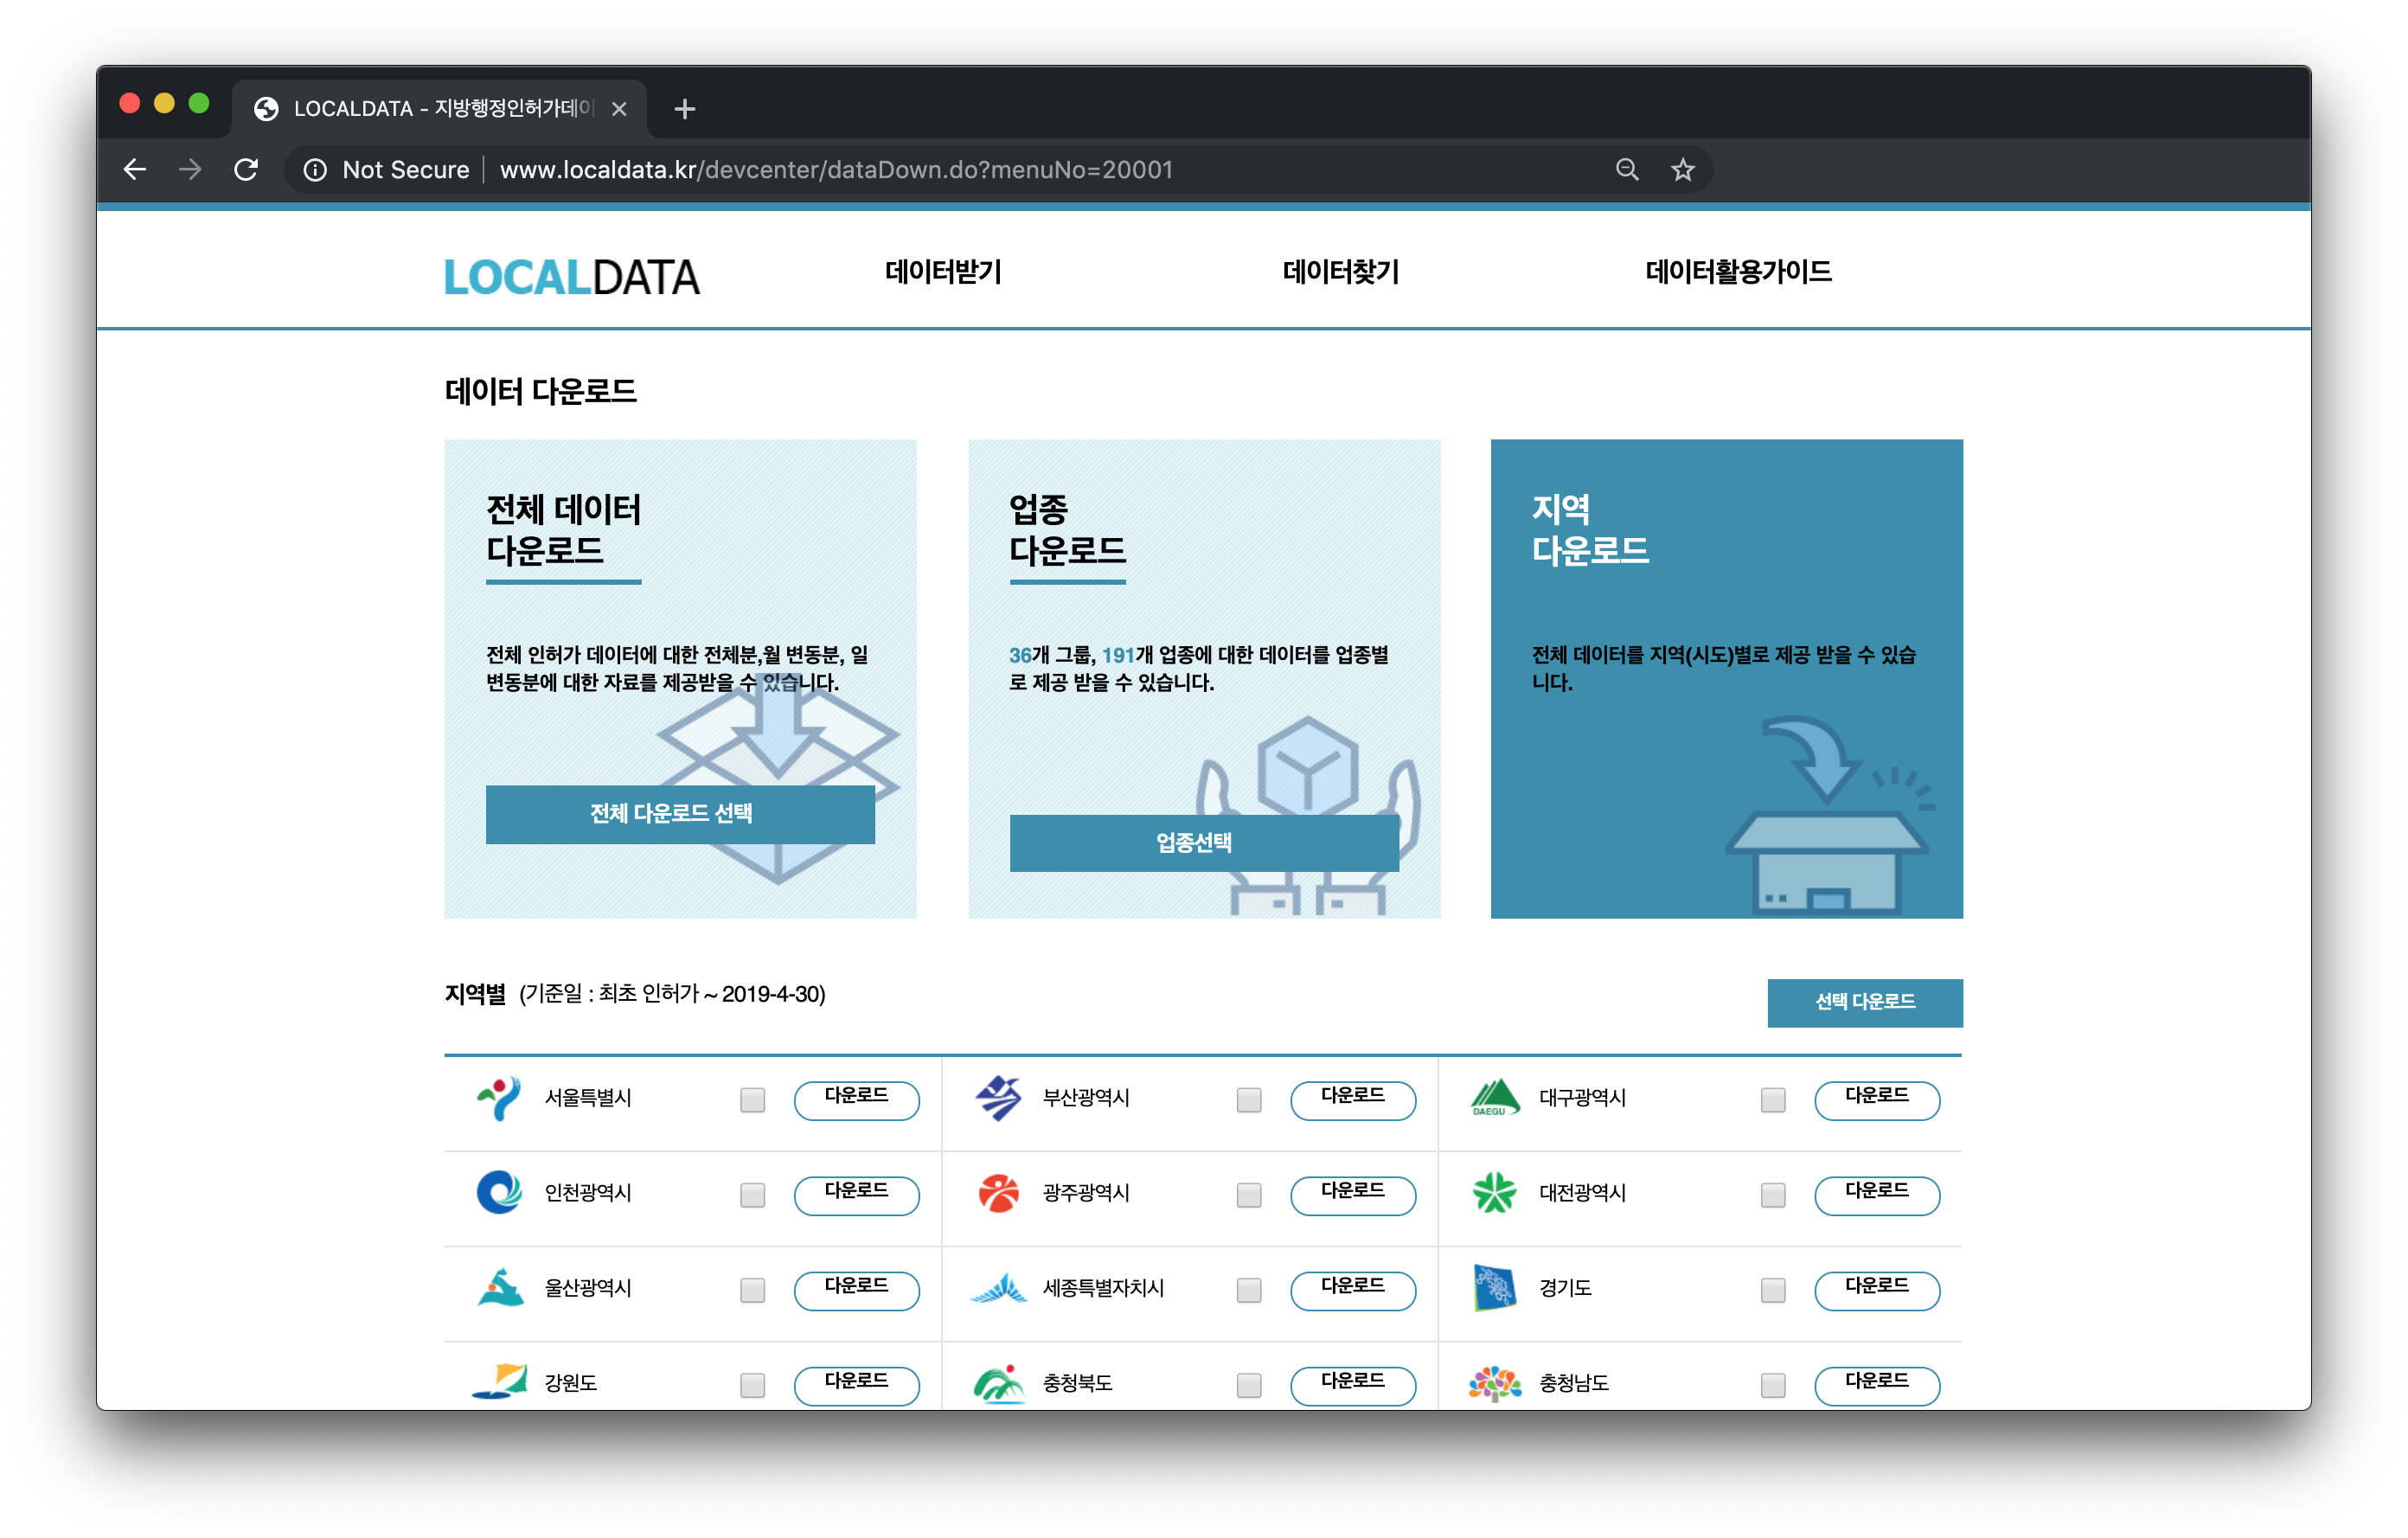 LOCALDATA - 지방행정인허가데이
Not Secure | www.localdata.kr/devcenter/dataDown.do?menuNo=20001
LOCALDATA 데이터받기 데이터찾기 데이터활용가이드
데이터 다운로드
전체 데이터
다운로드
전체 인허가 데이터에 대한 전체분,월 변동분, 일
변동분에 대한 자료를 제공받을 수 있습니다.
전체 다운로드 선택
업종
다운로드
36개 그룹, 191개 업종에 대한 데이터를 업종별
로 제공 받을 수 있습니다.
업종선택
지역
다운로드
전체 데이터를 지역(시도)별로 제공 받을 수 있습
니다.
지역별 (기준일 : 최초 인허가 ~ 2019-4-30) 선택 다운로드
서울특별시 다운로드 부산광역시 다운로드 DAEGU 대구광역시 다운로드
인천광역시 다운로드 광주광역시 다운로드 대전광역시 다운로드
울산광역시 다운로드 세종특별자치시 다운로드 경기도 다운로드
강원도 다운로드 충청북도 다운로드 충청남도 다운로드